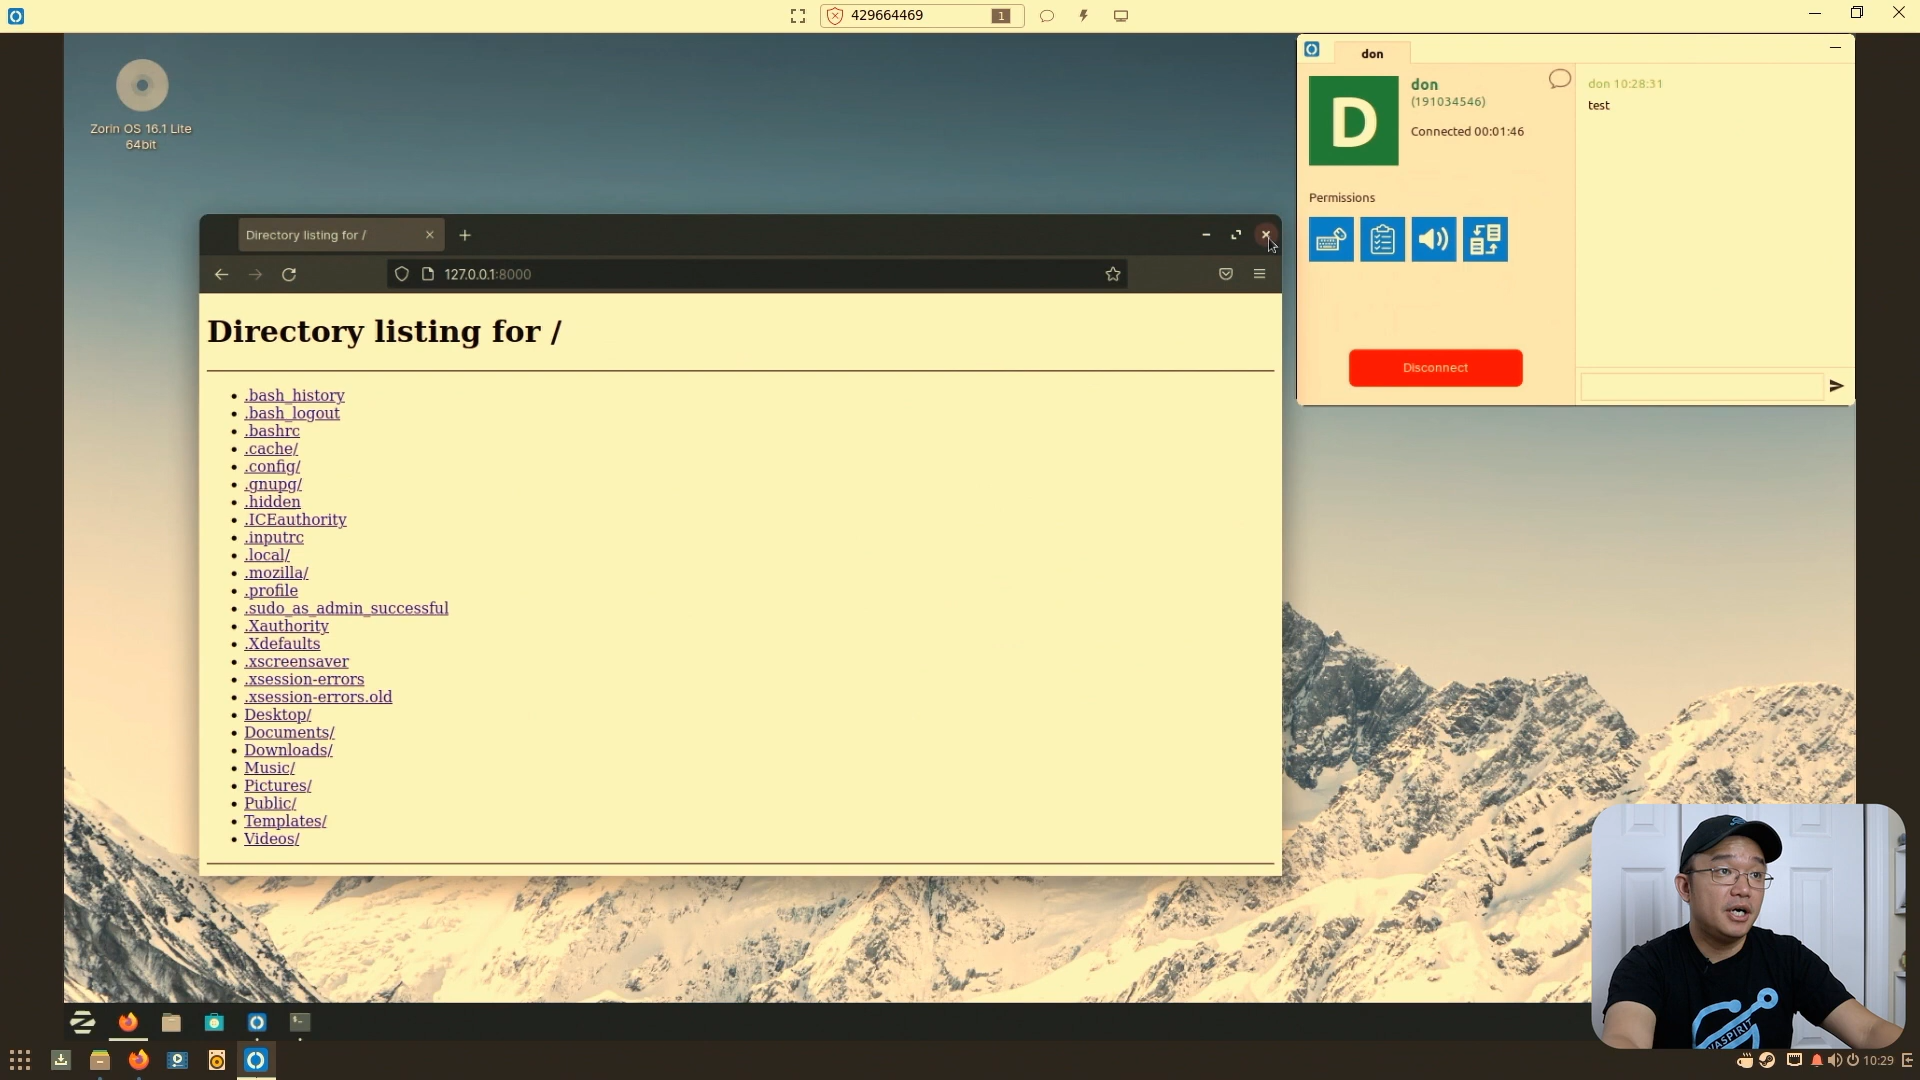 429664469
1
Zorin OS 16.1 Lite
64bit
don
don
(191034546)
Connected 00:01:46
Permissions
Disconnect
don 10:28:31
test
D
Directory listing for /
127.0.0.1:8000
Directory listing for /
.bash_history
.bash_logout
.bashrc
.cache/
.config/
.gnupg/
.hidden
.ICEauthority
.inputrc
.local/
.mozilla/
.profile
.sudo_as_admin_successful
.Xauthority
.Xdefaults
.xscreensaver
.xsession-errors
.xsession-errors.old
Desktop/
Documents/
Downloads/
Music/
Pictures/
Public/
Templates/
Videos/
VASPIRIT
10:29